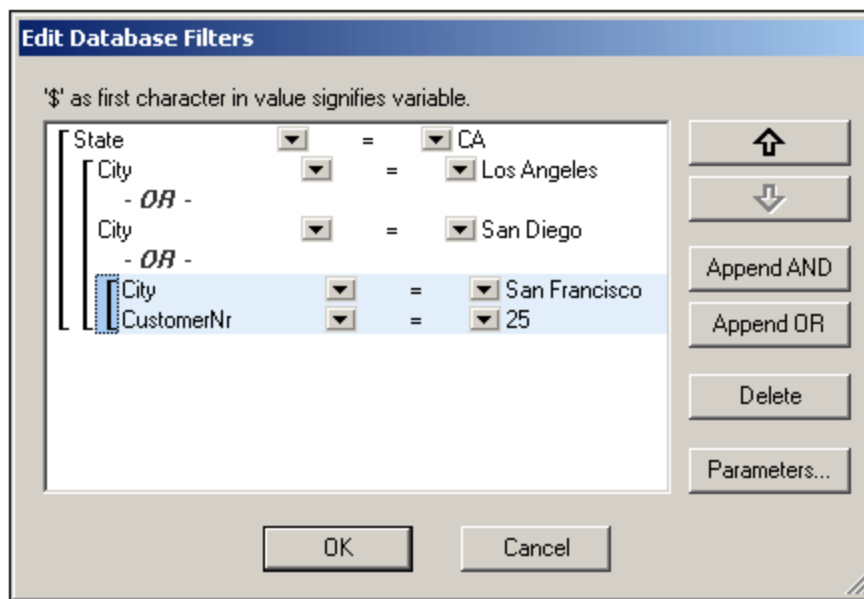 Edit Database Filters
'$' as first character in value signifies variable.
State = CA
City = Los Angeles
- OR -
City = San Diego
- OR -
City = San Francisco
CustomerNr = 25
Append AND
Append OR
Delete
Parameters...
OK Cancel